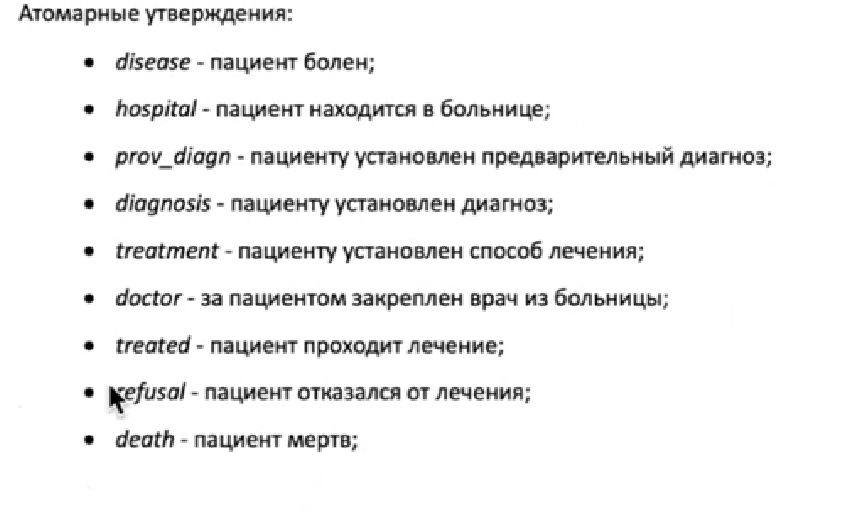 Атомарные утверждения:
• disease - пациент болен;
• hospital - пациент находится в больнице;
• prov_diagn - пациенту установлен предварительный диагноз;
• diagnosis - пациенту установлен диагноз;
• treatment - пациенту установлен способ лечения;
• doctor - за пациентом закреплен врач из больницы;
• treated - пациент проходит лечение;
• refusal - пациент отказался от лечения;
• death - пациент мертв;